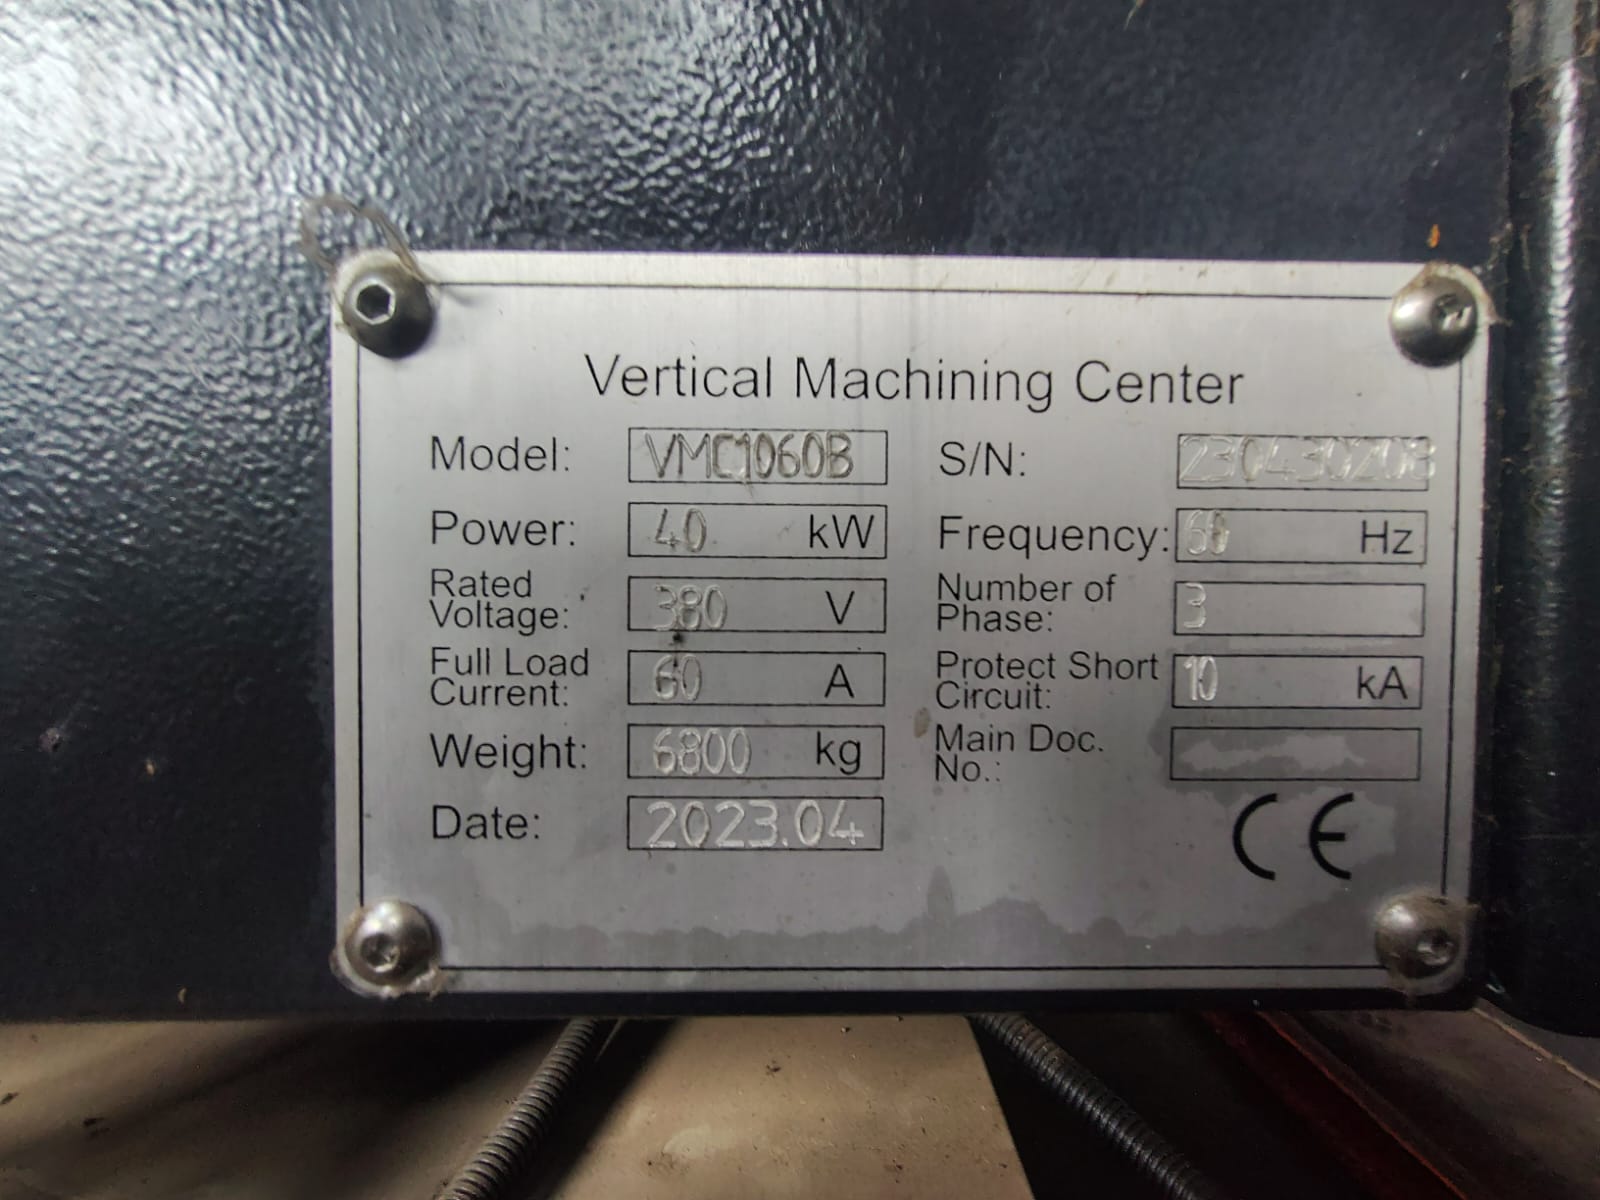 Vertical Machining Center
Model: VMC1060B S/N: 230430208
Power: 40 kW Frequency: 60 Hz
Rated Voltage: 380 V Number of Phase: 3
Full Load Current: 60 A Protect Short Circuit: 10 kA
Weight: 6800 kg Main Doc. No.:
Date: 2023.04 CE